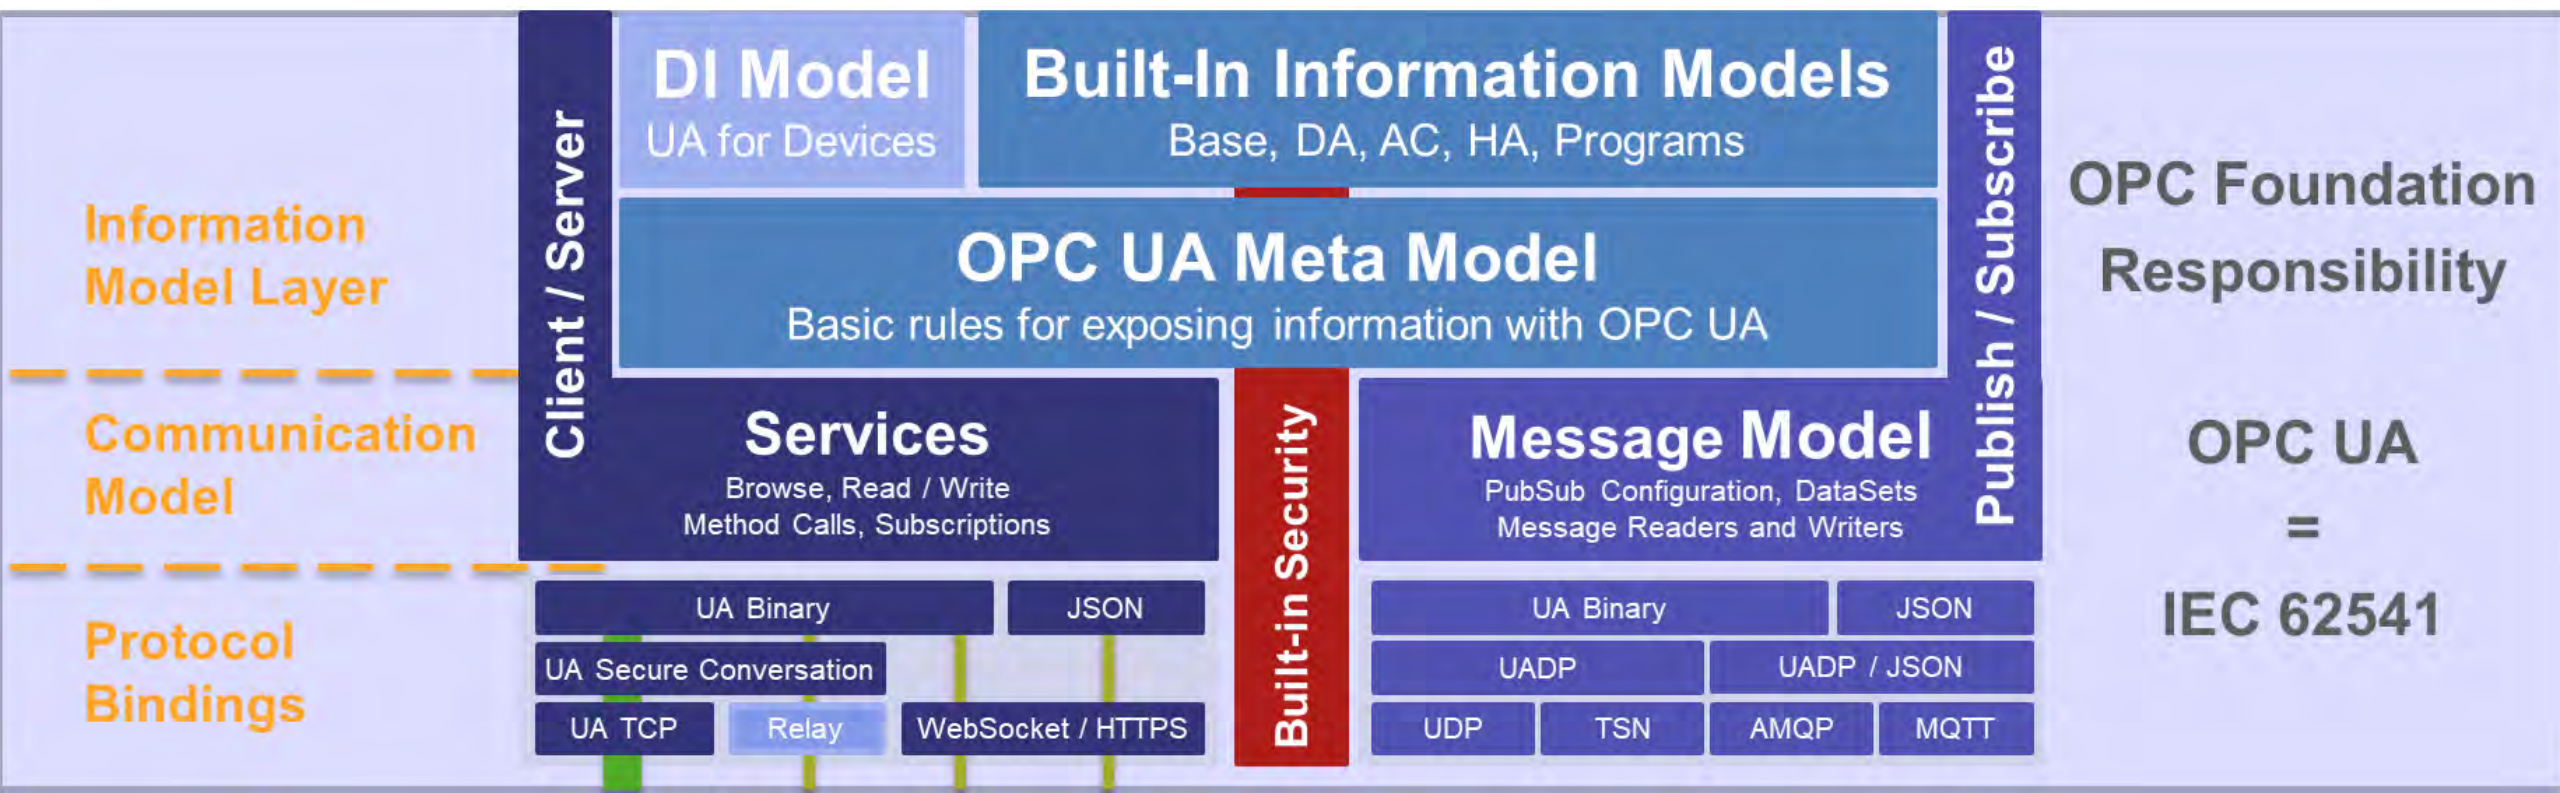 Information
Model Layer
Communication
Model
Protocol
Bindings
Client / Server
DI Model
UA for Devices
Built-In Information Models
Base, DA, AC, HA, Programs
OPC UA Meta Model
Basic rules for exposing information with OPC UA
Services
Browse, Read / Write
Method Calls, Subscriptions
UA Binary
JSON
UA Secure Conversation
UA TCP
Relay
WebSocket / HTTPS
Built-in Security
Message Model
PubSub Configuration, DataSets
Message Readers and Writers
UA Binary
JSON
UADP
UADP / JSON
UDP
TSN
AMQP
MQTT
Publish / Subscribe
OPC Foundation
Responsibility
OPC UA
=
IEC 62541